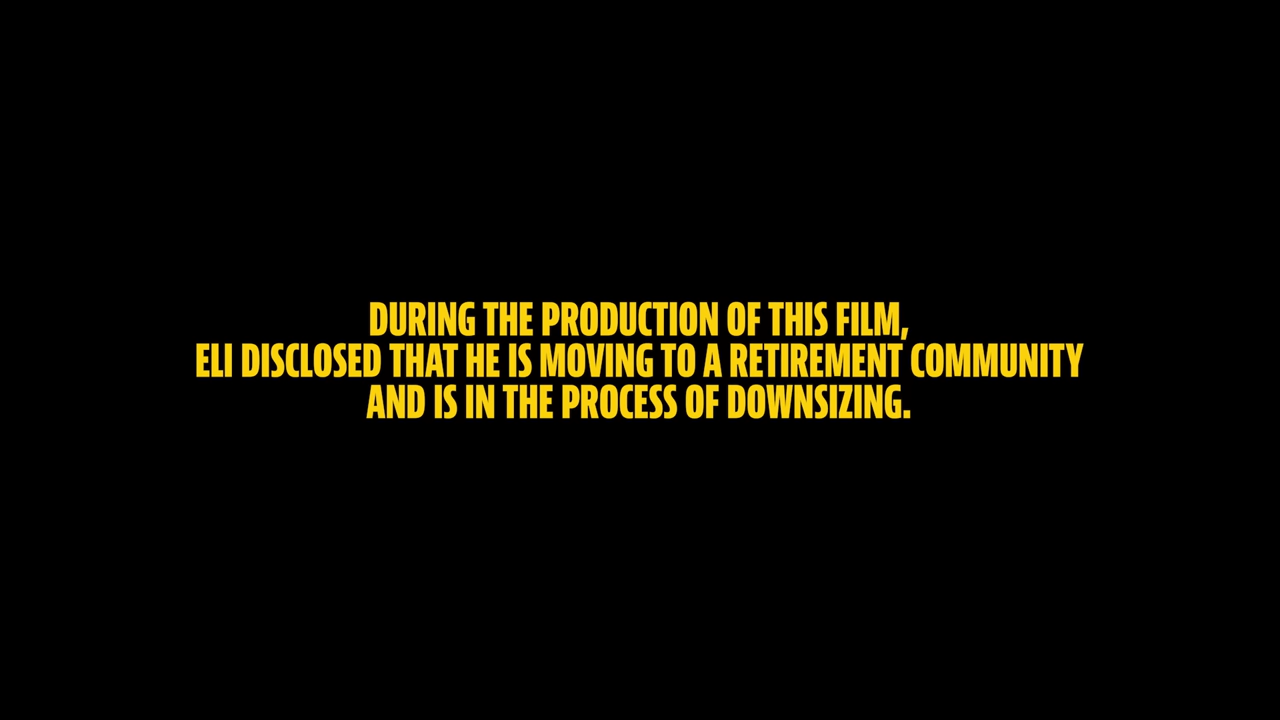 DURING THE PRODUCTION OF THIS FILM,
ELI DISCLOSED THAT HE IS MOVING TO A RETIREMENT COMMUNITY
AND IS IN THE PROCESS OF DOWNSIZING.